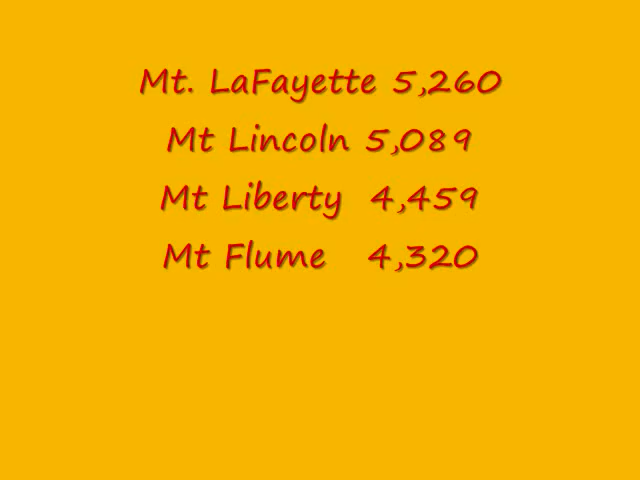 Mt. LaFayette 5,260
Mt Lincoln 5,089
Mt Liberty 4,459
Mt Flume 4,320